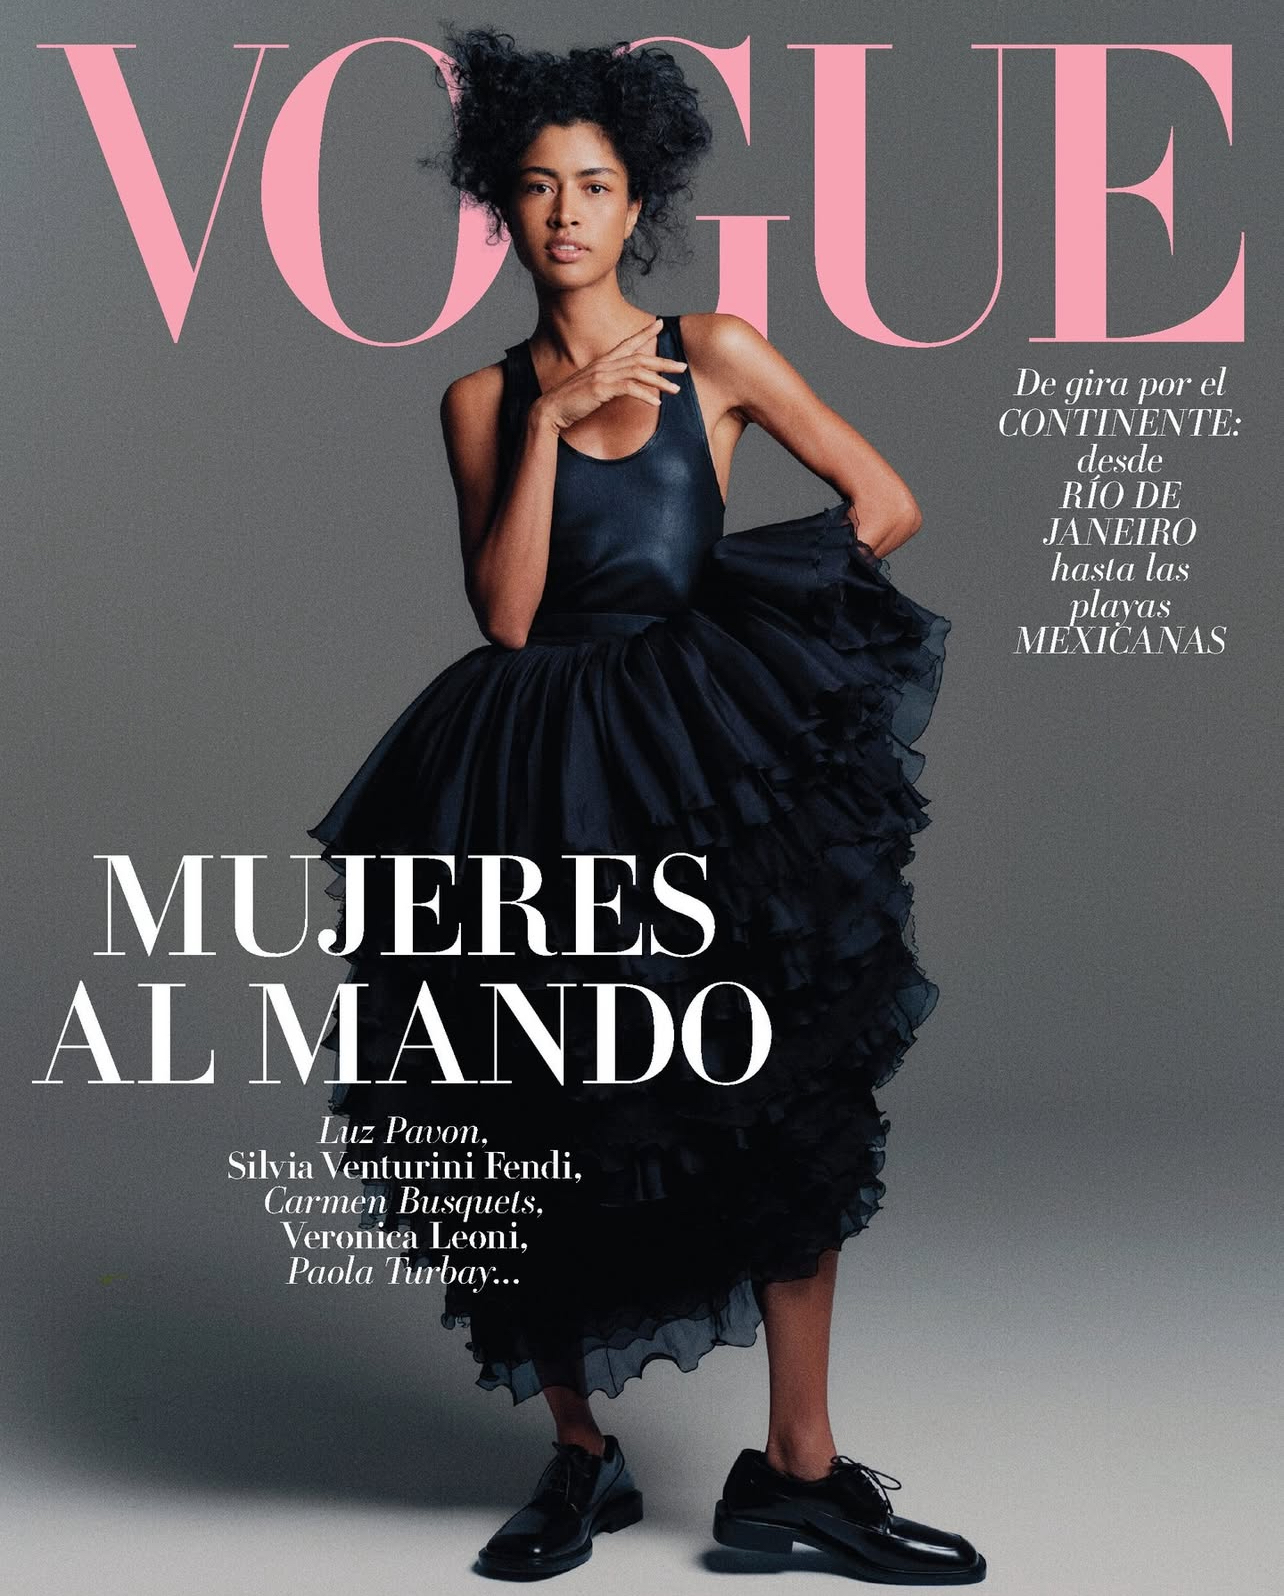 VOGUE
De gira por el
CONTINENTE:
desde
RÍO DE
JANEIRO
hasta las
playas
MEXICANAS
MUJERES
AL MANDO
Luz Pavon,
Silvia Venturini Fendi,
Carmen Busquets,
Veronica Leoni,
Paola Turbay...